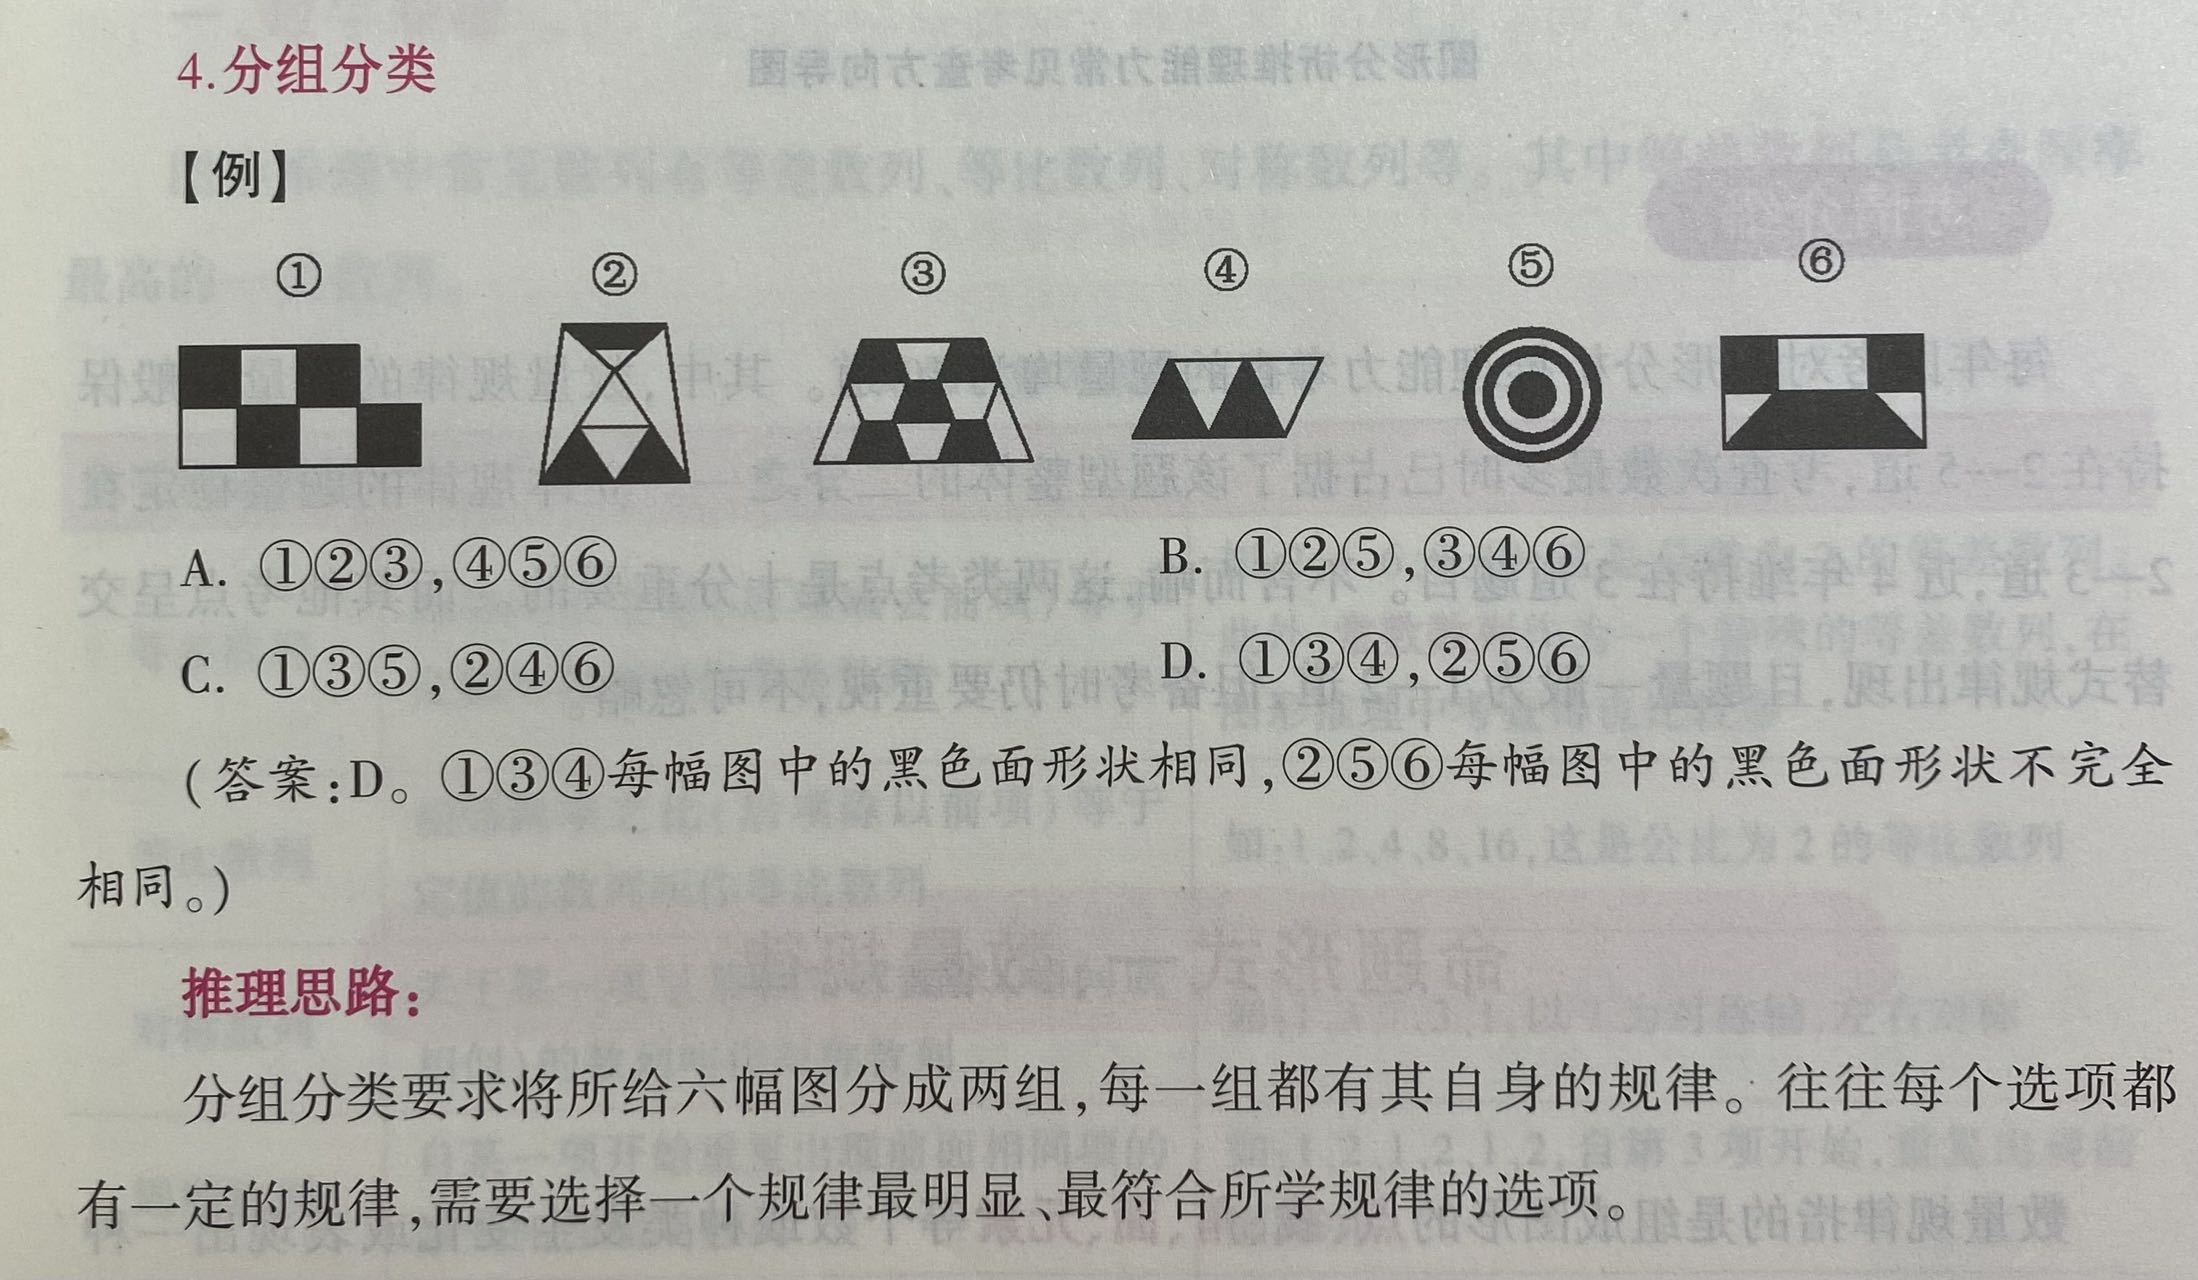 4.分组分类
【例】
① ② ③ ④ ⑤ ⑥
A. ①②③,④⑤⑥ B. ①②⑤,③④⑥
C. ①③⑤,②④⑥ D. ①③④,②⑤⑥
(答案:D。①③④每幅图中的黑色面形状相同,②⑤⑥每幅图中的黑色面形状不完全
相同。)
推理思路:
分组分类要求将所给六幅图分成两组,每一组都有其自身的规律。往往每个选项都
有一定的规律,需要选择一个规律最明显、最符合所学规律的选项。